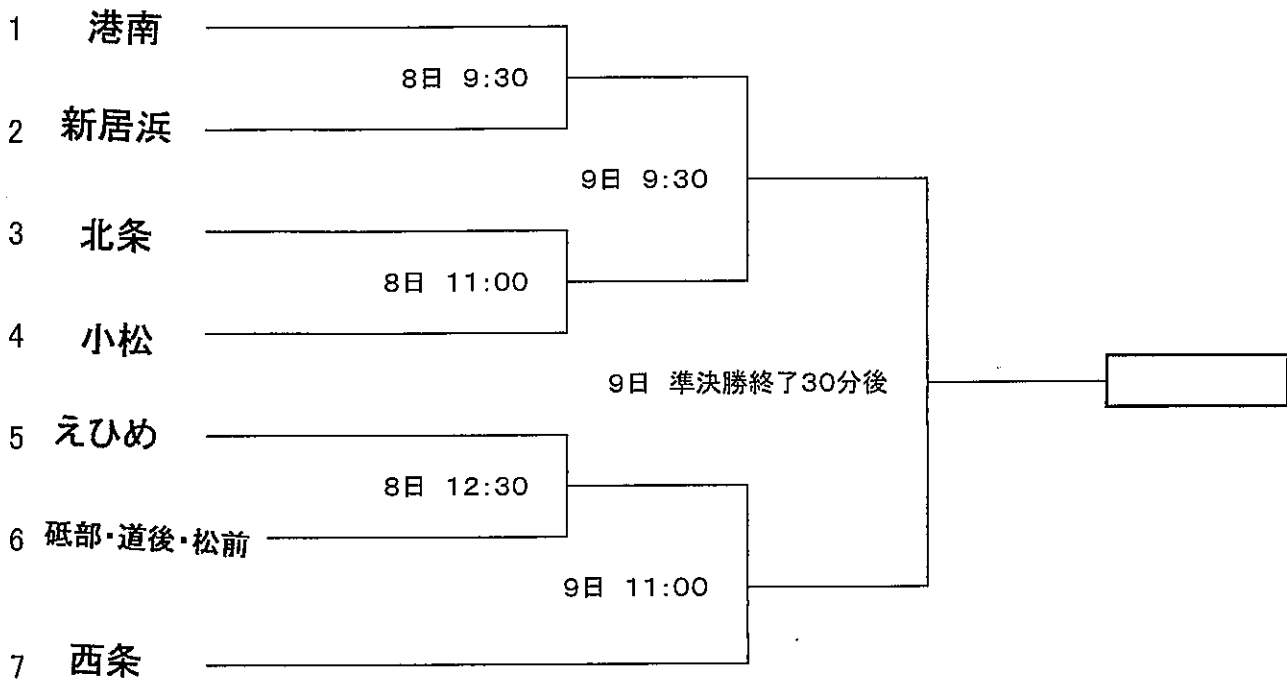 1 港南
8日 9:30
2 新居浜
9日 9:30
3 北条
8日 11:00
4 小松
9日 準決勝終了30分後
5 えひめ
8日 12:30
6 砥部・道後・松前
9日 11:00
7 西条